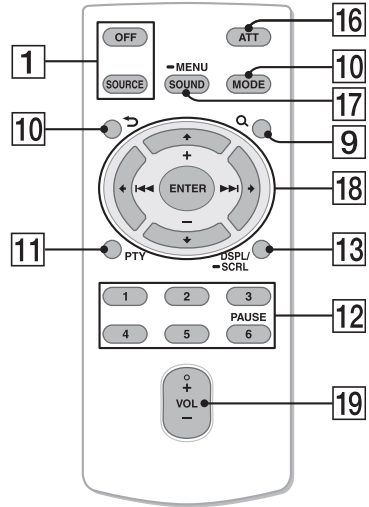 16
OFF
ATT
1
MENU
10
SOURCE
SOUND
MODE
17
10
9
+
ENTER
18
−
11
PTY
DSPL/
SCRL
13
1 2 3
12
PAUSE
4 5 6
+
VOL
19
−